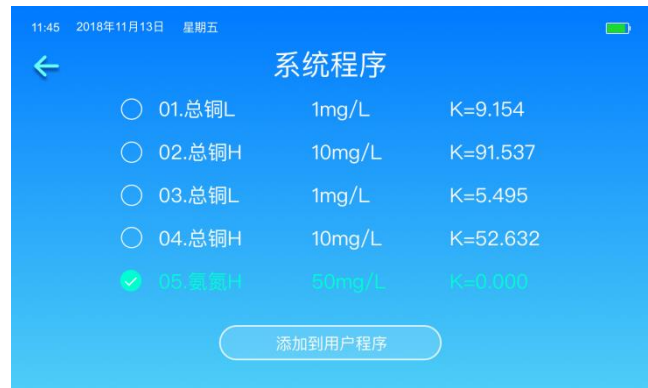 11:45 2018年11月13日 星期五
系统程序
01.总铜L 1mg/L K=9.154
02.总铜H 10mg/L K=91.537
03.总铜L 1mg/L K=5.495
04.总铜H 10mg/L K=52.632
05.氨氮H 50mg/L K=0.000
添加到用户程序